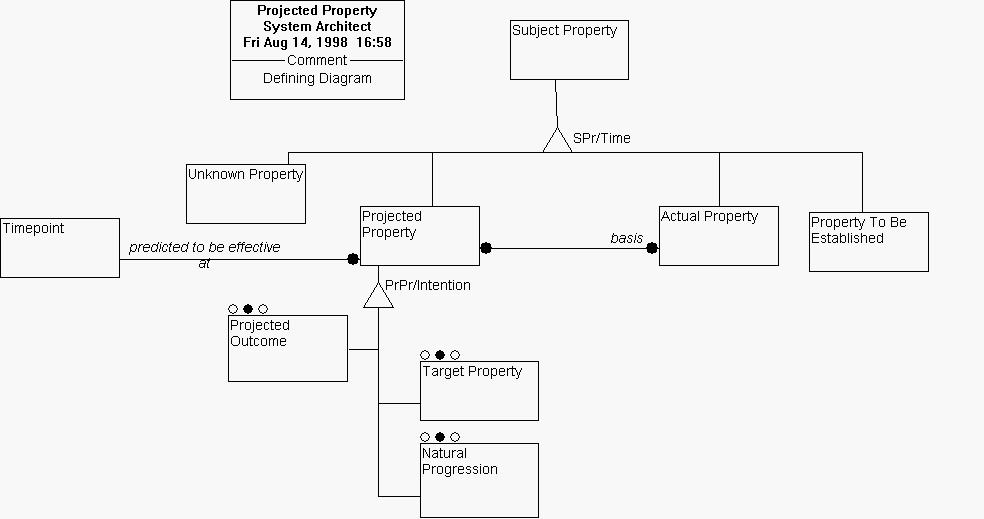 Projected Property
System Architect
Fri Aug 14, 1998  16:58
Comment
Defining Diagram
Subject Property
SPr/Time
Unknown Property
Timepoint
predicted to be effective
at
Projected
Property
basis
Actual Property
Property To Be
Established
PrPr/Intention
Projected
Outcome
Target Property
Natural
Progression